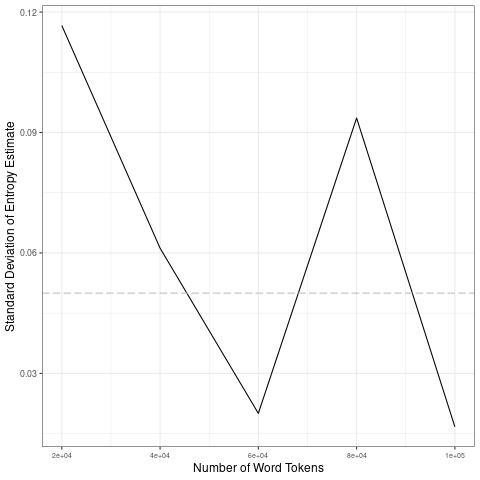 0.12
0.09
0.06
0.03
Standard Deviation of Entropy Estimate
2e+04 4e+04 6e+04 8e+04 1e+05
Number of Word Tokens